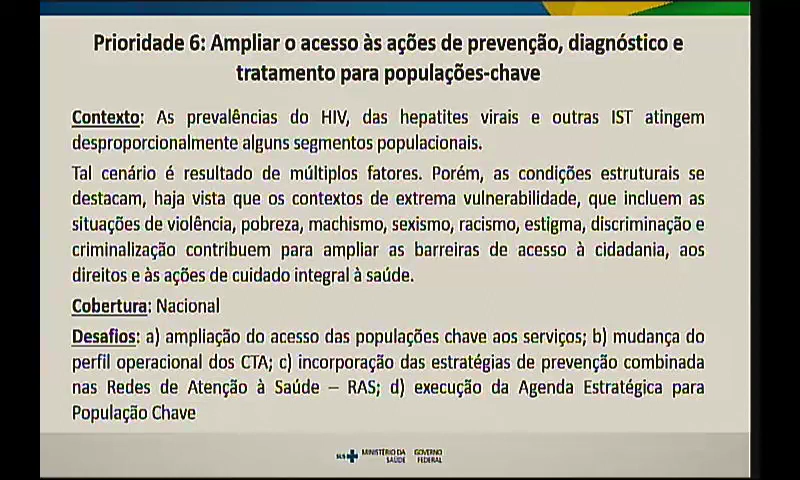 Prioridade 6: Ampliar o acesso às ações de prevenção, diagnóstico e
tratamento para populações-chave
Contexto: As prevalências do HIV, das hepatites virais e outras IST atingem
desproporcionalmente alguns segmentos populacionais.
Tal cenário é resultado de múltiplos fatores. Porém, as condições estruturais se
destacam, haja vista que os contextos de extrema vulnerabilidade, que incluem as
situações de violência, pobreza, machismo, sexismo, racismo, estigma, discriminação e
criminalização contribuem para ampliar as barreiras de acesso à cidadania, aos
direitos e às ações de cuidado integral à saúde.
Cobertura: Nacional
Desafios: a) ampliação do acesso das populações chave aos serviços; b) mudança do
perfil operacional dos CTA; c) incorporação das estratégias de prevenção combinada
nas Redes de Atenção à Saúde – RAS; d) execução da Agenda Estratégica para
População Chave
SUS MINISTÉRIO DA SAÚDE GOVERNO FEDERAL